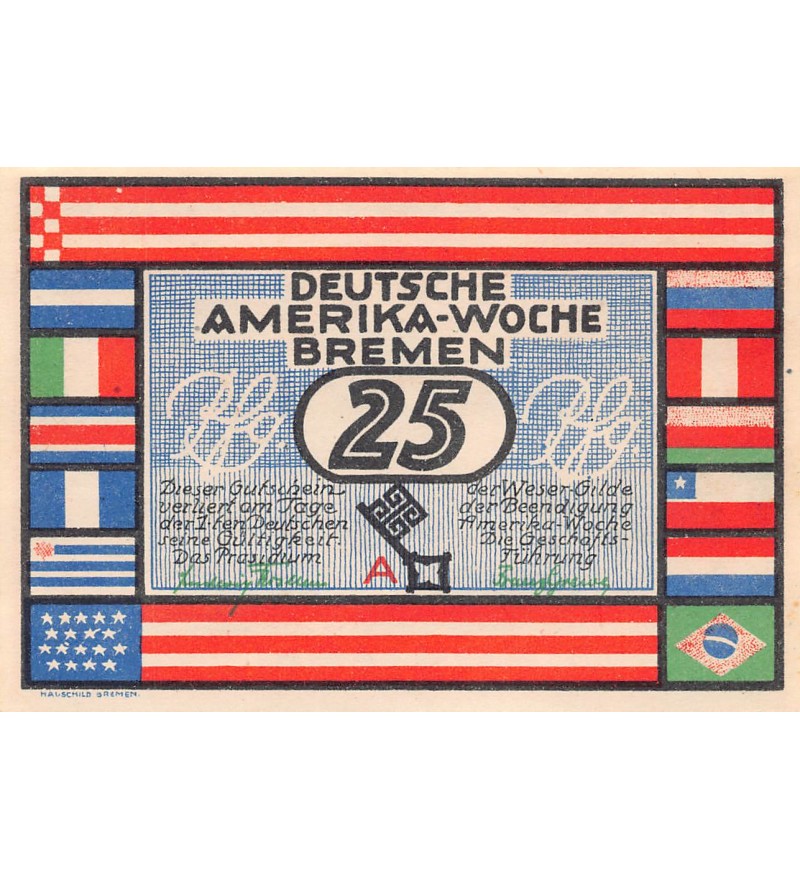 DEUTSCHE
AMERIKA-WOCHE
BREMEN
Pfg. 25 Pfg.
Dieser Gutschein der Weser-Gilde
verliert am Tage der Beendigung
der I.ten Deutschen Amerika-Woche
seine Gültigkeit.
Das Präsidium Die Geschäfts-
Führung
A
HAUSCHILD BREMEN.